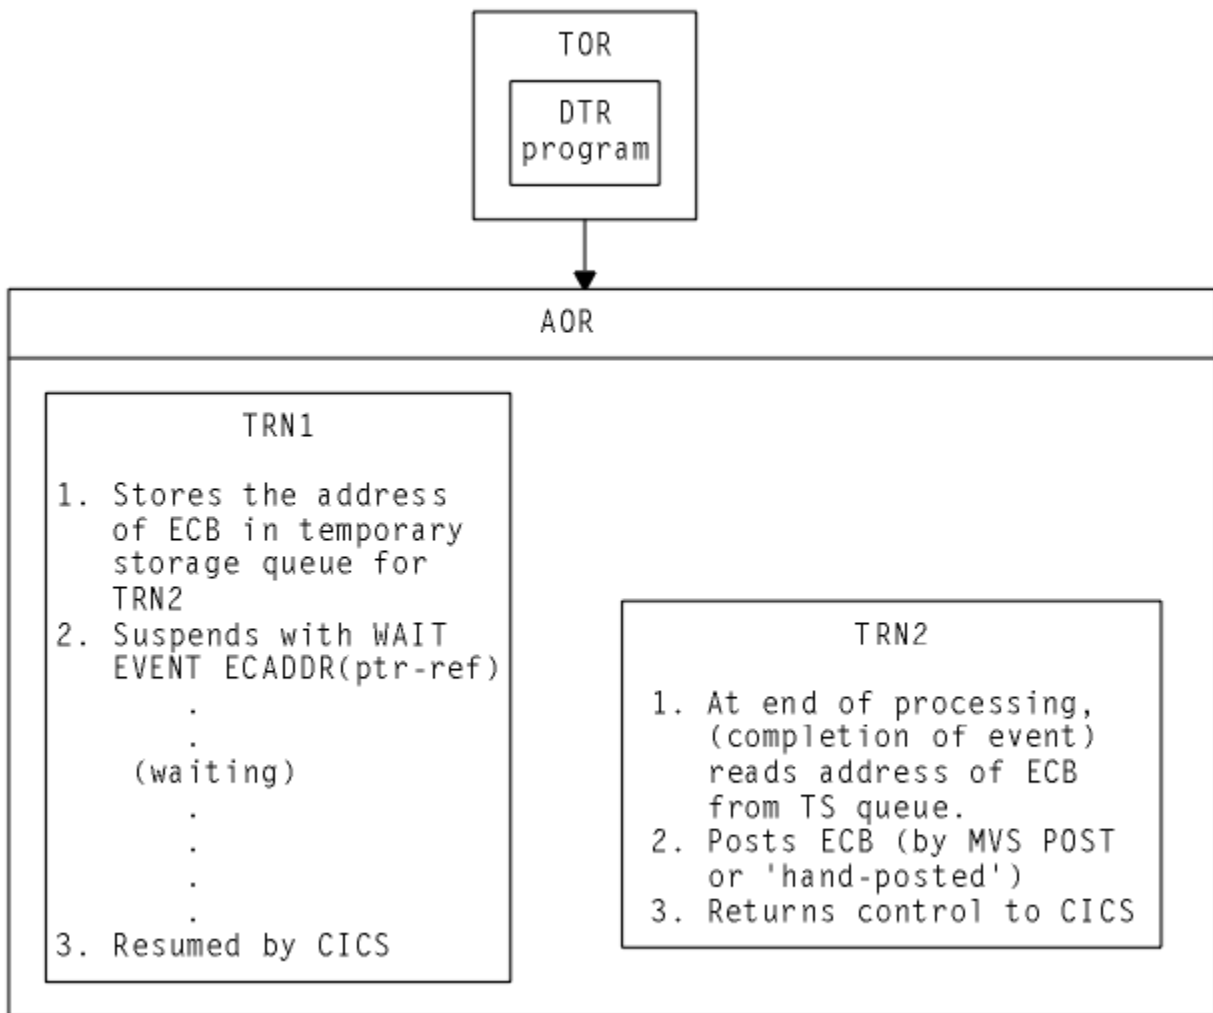 TOR
DTR
program
AOR
TRN1
1. Stores the address
of ECB in temporary
storage queue for
TRN2
2. Suspends with WAIT
EVENT ECADDR(ptr-ref)
.
.
(waiting)
.
.
.
.
3. Resumed by CICS
TRN2
1. At end of processing,
(completion of event)
reads address of ECB
from TS queue.
2. Posts ECB (by MVS POST
or 'hand-posted')
3. Returns control to CICS